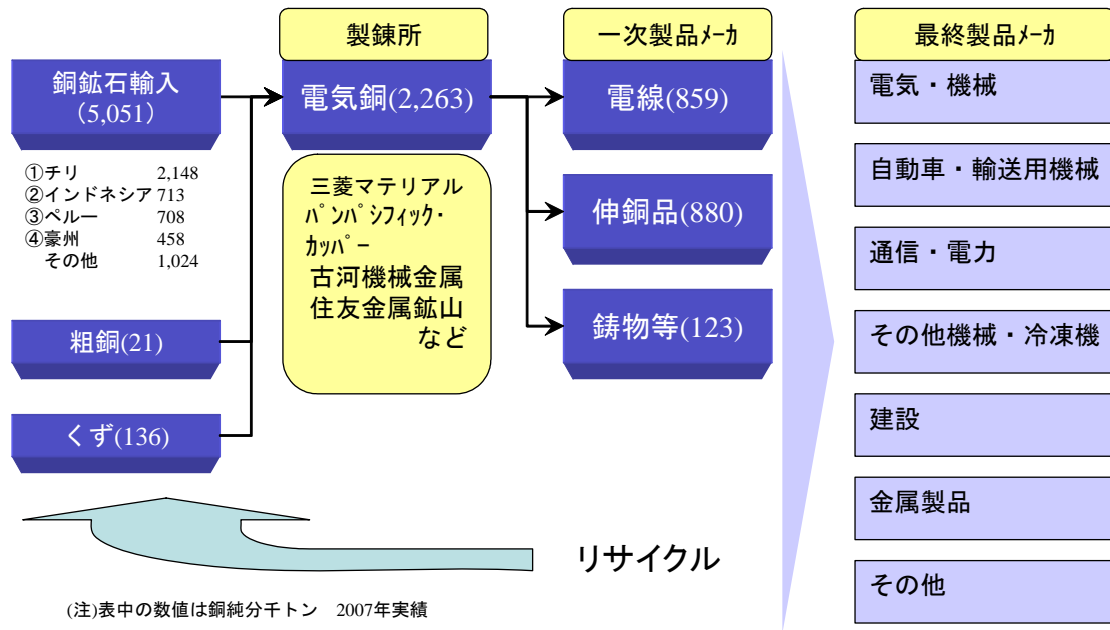 製錬所
一次製品ﾒｰｶ
最終製品ﾒｰｶ
銅鉱石輸入
(5,051)
①チリ 2,148
②インドネシア 713
③ペルー 708
④豪州 458
その他 1,024
粗銅(21)
くず(136)
電気銅(2,263)
三菱マテリアル
ﾊﾟﾝﾊﾟｼﾌｨｯｸ・
ｶｯﾊﾟｰ
古河機械金属
住友金属鉱山
など
電線(859)
伸銅品(880)
鋳物等(123)
電気・機械
自動車・輸送用機械
通信・電力
その他機械・冷凍機
建設
金属製品
その他
リサイクル
(注)表中の数値は銅純分千トン 2007年実績